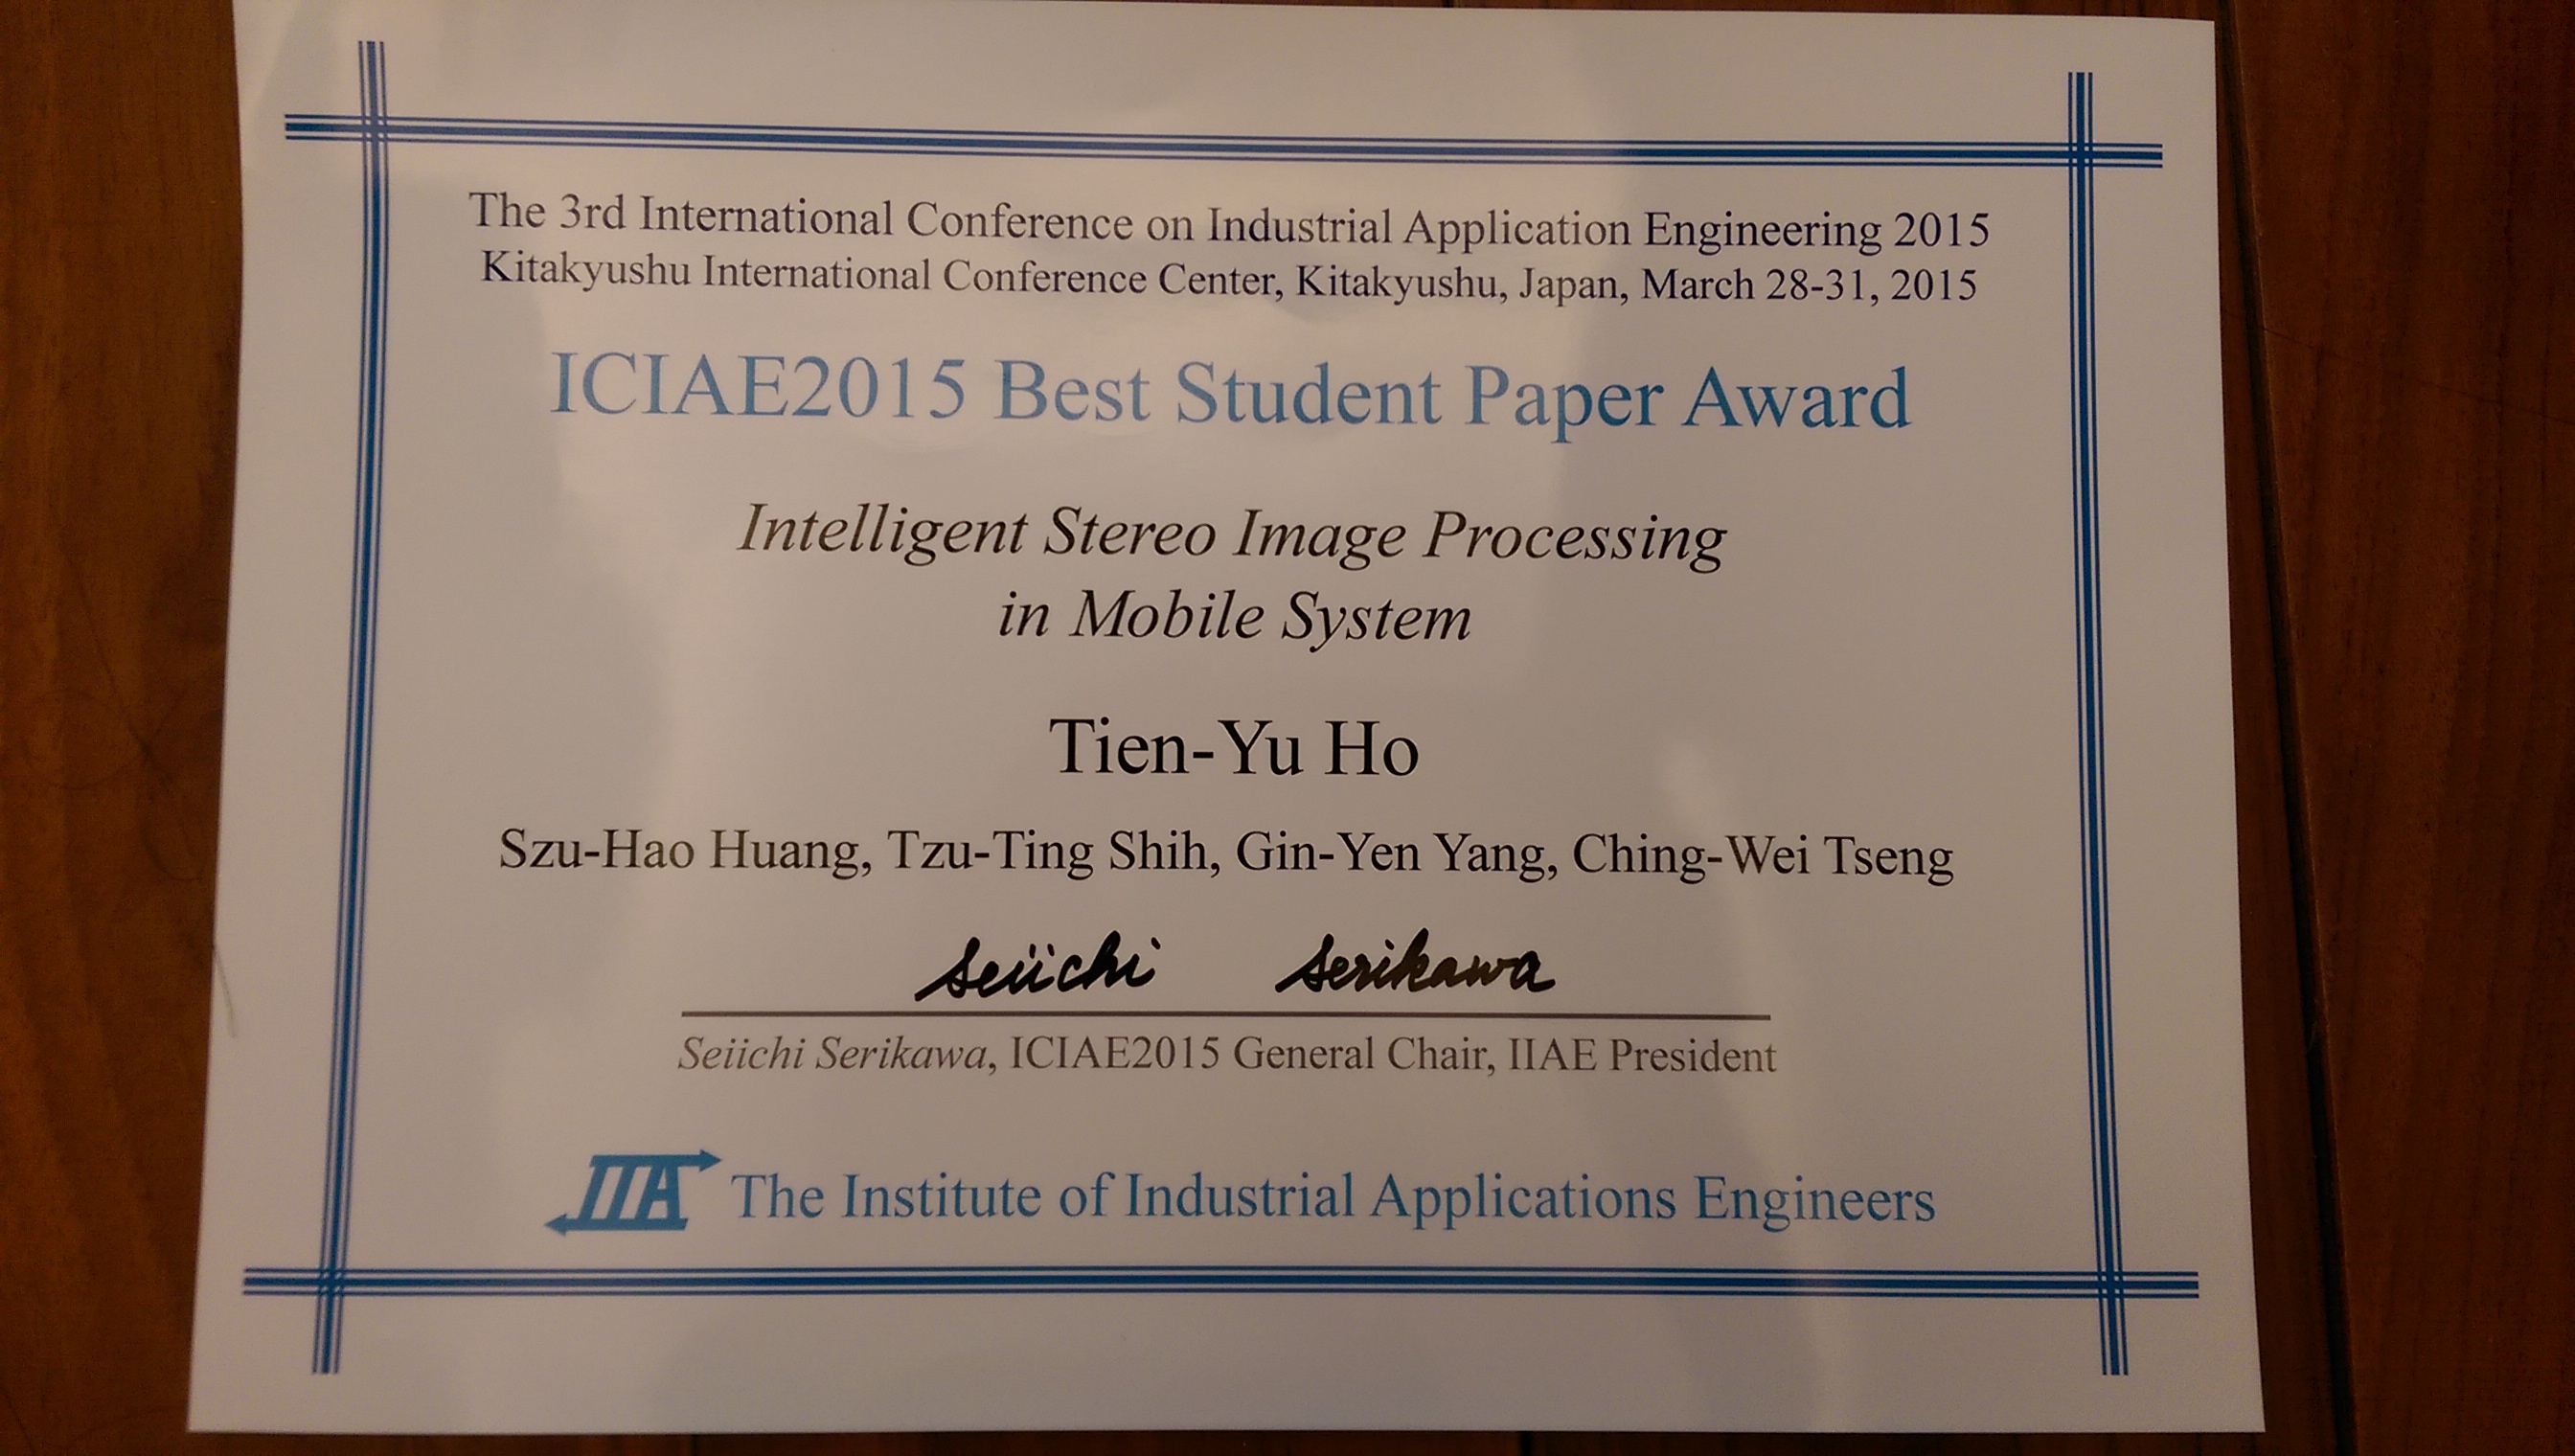 The 3rd International Conference on Industrial Application Engineering 2015
Kitakyushu International Conference Center, Kitakyushu, Japan, March 28-31, 2015
ICIAE2015 Best Student Paper Award
Intelligent Stereo Image Processing
in Mobile System
Tien-Yu Ho
Szu-Hao Huang, Tzu-Ting Shih, Gin-Yen Yang, Ching-Wei Tseng
Seiichi Serikawa
Seiichi Serikawa, ICIAE2015 General Chair, IIAE President
IIA The Institute of Industrial Applications Engineers